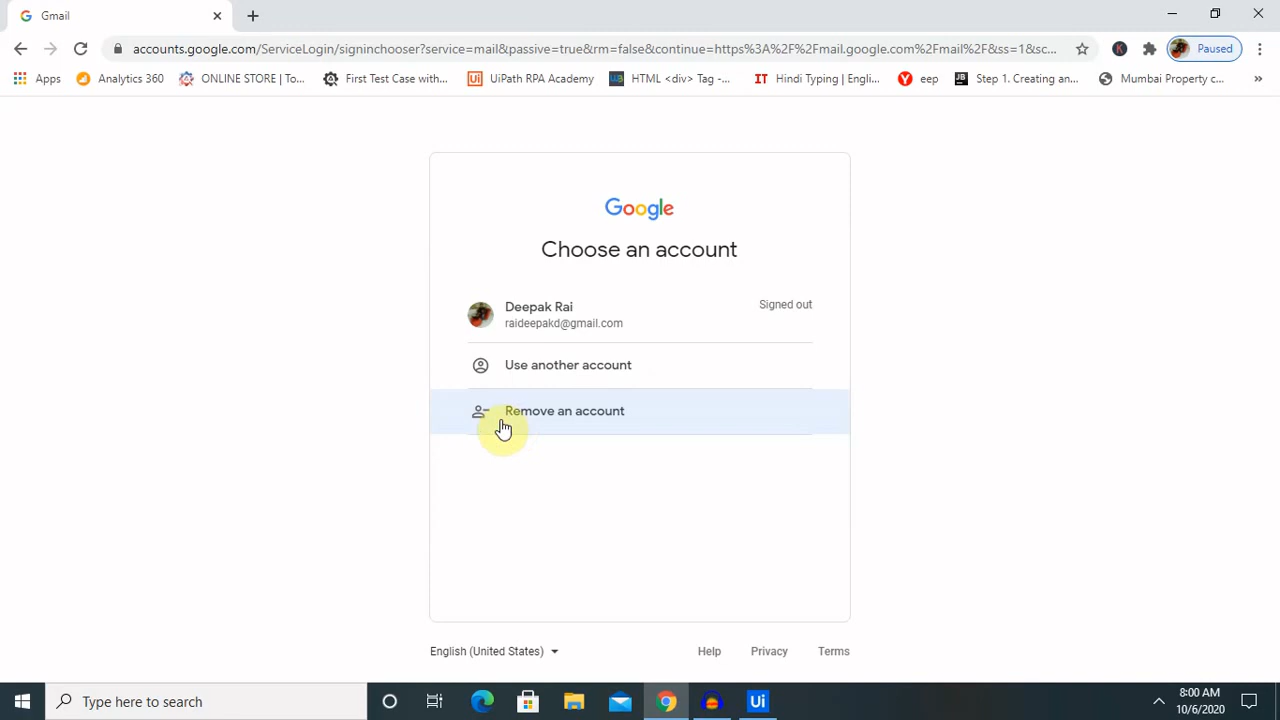 Gmail
accounts.google.com/ServiceLogin/signinchooser?service=mail&passive=true&rm=false&continue=https%3A%2F%2Fmail.google.com%2Fmail%2F&ss=1&sc...
Paused
Apps
Analytics 360
ONLINE STORE | To...
First Test Case with...
UiPath RPA Academy
HTML <div> Tag -...
Hindi Typing | Engli...
eep
Step 1. Creating an...
Mumbai Property c...
Google
Choose an account
Deepak Rai
Signed out
raideepakd@gmail.com
Use another account
Remove an account
English (United States)
Help
Privacy
Terms
Type here to search
Ui
8:00 AM
10/6/2020